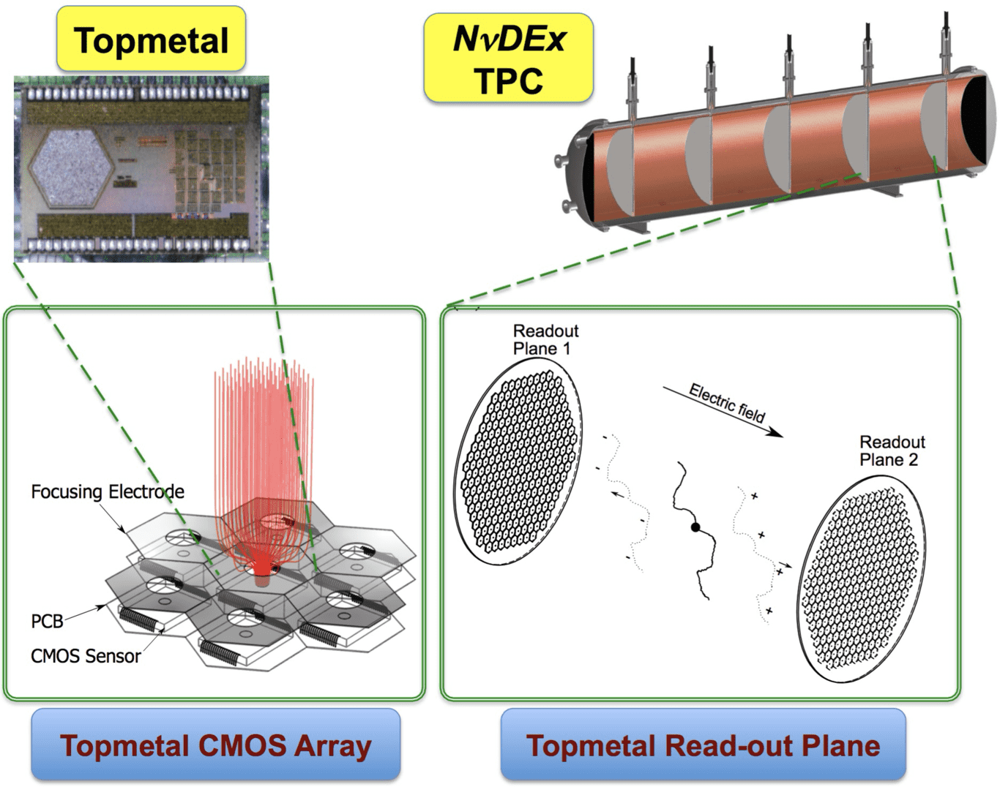 Topmetal
NνDEx
TPC
Readout
Plane 1
Electric field
Readout
Plane 2
Focusing Electrode
PCB
CMOS Sensor
-
-
-
-
+
+
+
+
Topmetal CMOS Array
Topmetal Read-out Plane